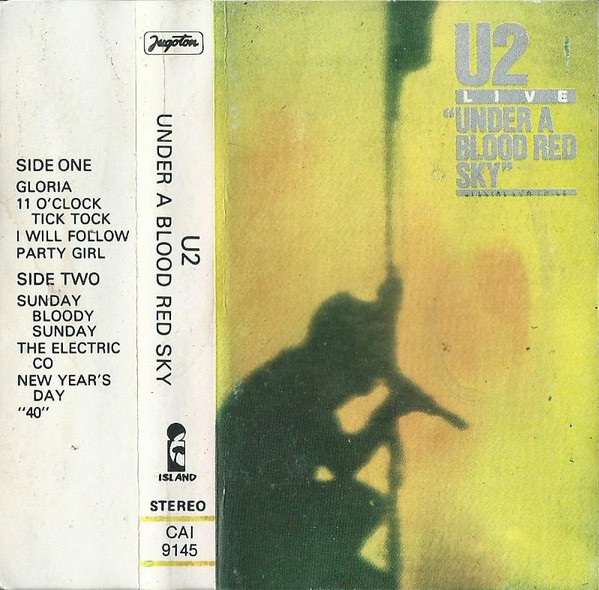 SIDE ONE
GLORIA
11 O'CLOCK
TICK TOCK
I WILL FOLLOW
PARTY GIRL
SIDE TWO
SUNDAY
BLOODY
SUNDAY
THE ELECTRIC
CO
NEW YEAR'S
DAY
"40"
Jugoton
U2
UNDER A BLOOD RED SKY
ISLAND
STEREO
CAI
9145
U2
LIVE
"UNDER A
BLOOD RED
SKY"